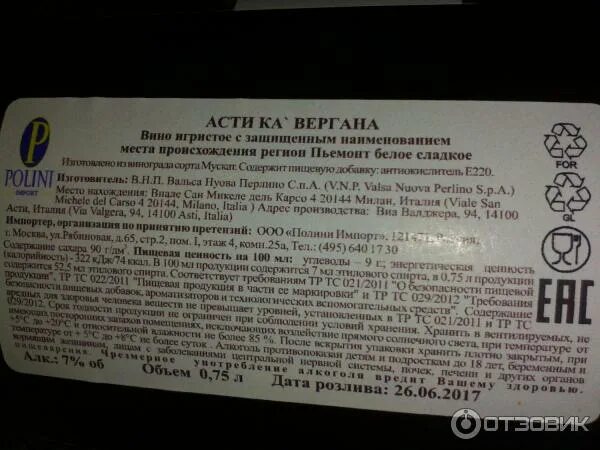 АСТИ КА` ВЕРГАНА
Вино игристое с защищенным наименованием
места происхождения регион Пьемонт белое сладкое
Изготовлено из винограда сорта Мускат. Содержит пищевую добавку: антиокислитель Е220.
Изготовитель: В.Н.П. Вальса Нуова Перлино С.п.А. (V.N.P. Valsa Nuova Perlino S.p.A.)
Место нахождения: Виале Сан Микеле дель Карсо 4 20144 Милан, Италия (Viale San
Michele del Carso 4 20144, Milano, Italia ) Адрес производства: Виа Валджера, 94, 14100
Асти, Италия (Via Valgera, 94, 14100 Asti, Italia)
Импортер, организация по принятию претензий: ООО «Полини Импорт», 121471, Россия,
г. Москва, ул.Рябиновая, д.65, стр.2, пом.1, этаж 4, комн.25а, Тел.: (495) 640 17 30
Содержание сахара 90 г/дм³. Пищевая ценность на 100 мл: углеводы – 9 г; энергетическая ценность
(калорийность) - 322 кДж/74 ккал. В 100 мл продукции содержится 7 мл этилового спирта, в 0,75 л продукции
содержится 52,5 мл этилового спирта. Соответствует требованиям ТР ТС 021/2011 "О безопасности пищевой
продукции", ТР ТС 022/2011 "Пищевая продукция в части ее маркировки" и ТР ТС 029/2012 "Требования
безопасности пищевых добавок, ароматизаторов и технологических вспомогательных средств". Содержание
вредных для здоровья человека веществ не превышает уровней, установленных в ТР ТС 021/2011 и ТР ТС
029/2012. Срок годности не ограничен при соблюдении условий хранения. Хранить в вентилируемых, не
имеющих посторонних запахов помещениях, исключающих воздействие прямого солнечного света, при температуре от
+5°С до +20°С и относительной влажности не более 85 %. После вскрытия упаковки хранить плотно закрытым, при
температуре от + 5°С до +8°С не более суток. Алкоголь противопоказан детям и подросткам до 18 лет, беременным и
кормящим женщинам, лицам с заболеваниями центральной нервной системы, почек, печени и других органов
пищеварения. Чрезмерное употребление алкоголя вредит Вашему здоровью.
Алк.: 7% об Объем 0,75 л Дата розлива: 26.06.2017
P
POLINI
IMPORT
FOR
GL
EAC
ОТЗОВИК